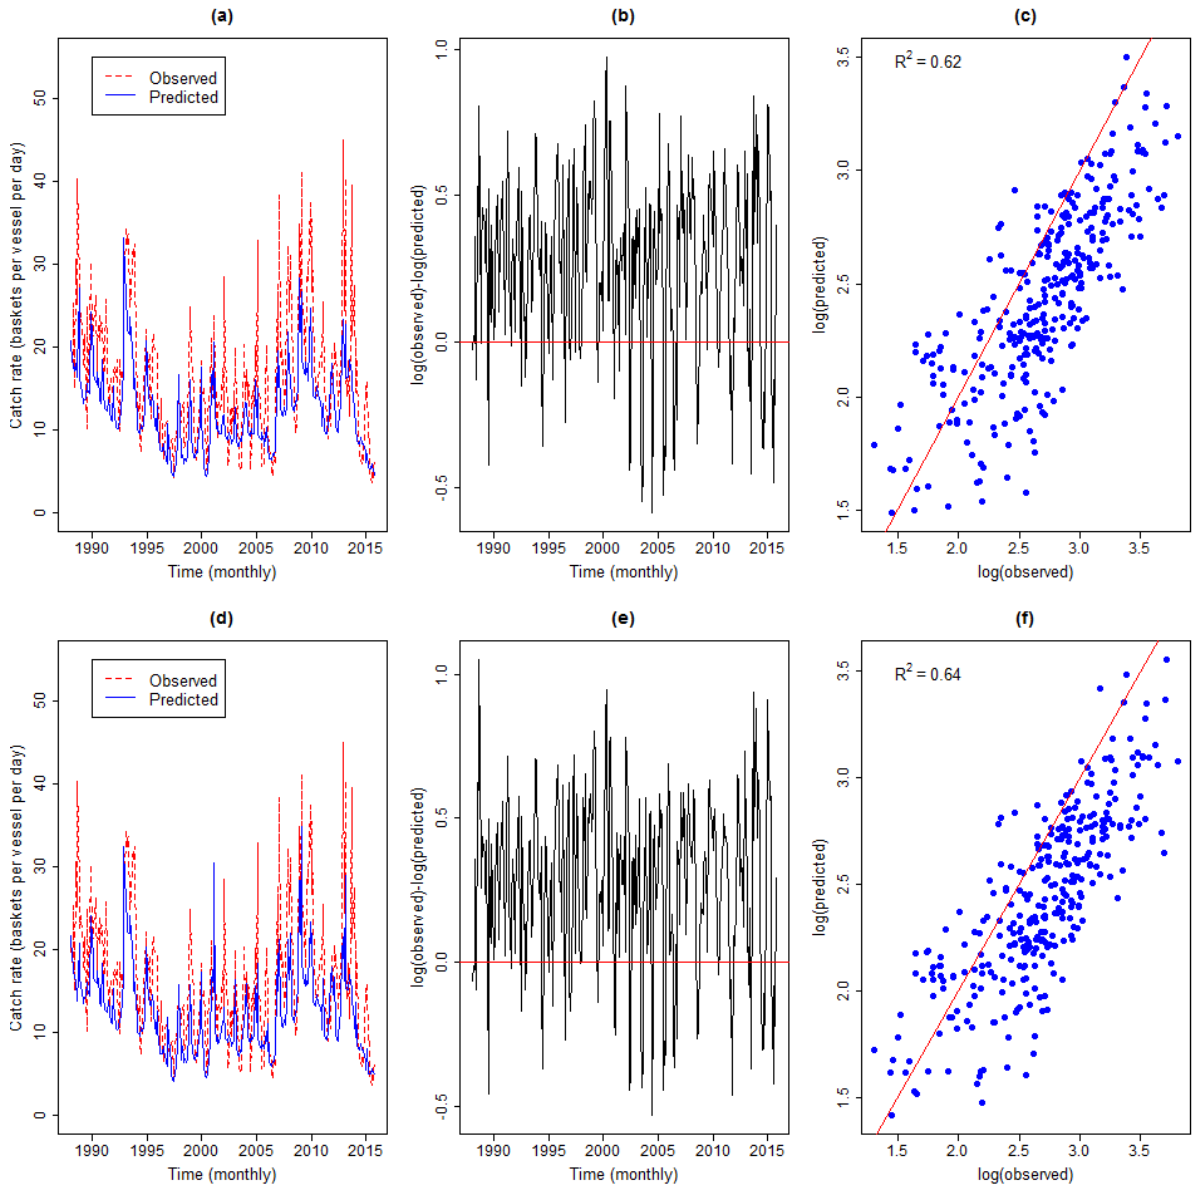 (a)
(b)
(c)
Observed
Predicted
Catch rate (baskets per vessel per day)
50
40
30
20
10
0
1990 1995 2000 2005 2010 2015
Time (monthly)
log(observed)-log(predicted)
1.0
0.5
0.0
-0.5
1990 1995 2000 2005 2010 2015
Time (monthly)
R² = 0.62
log(predicted)
3.5
3.0
2.5
2.0
1.5
1.5 2.0 2.5 3.0 3.5
log(observed)
(d)
(e)
(f)
Observed
Predicted
Catch rate (baskets per vessel per day)
50
40
30
20
10
0
1990 1995 2000 2005 2010 2015
Time (monthly)
log(observed)-log(predicted)
1.0
0.5
0.0
-0.5
1990 1995 2000 2005 2010 2015
Time (monthly)
R² = 0.64
log(predicted)
3.5
3.0
2.5
2.0
1.5
1.5 2.0 2.5 3.0 3.5
log(observed)